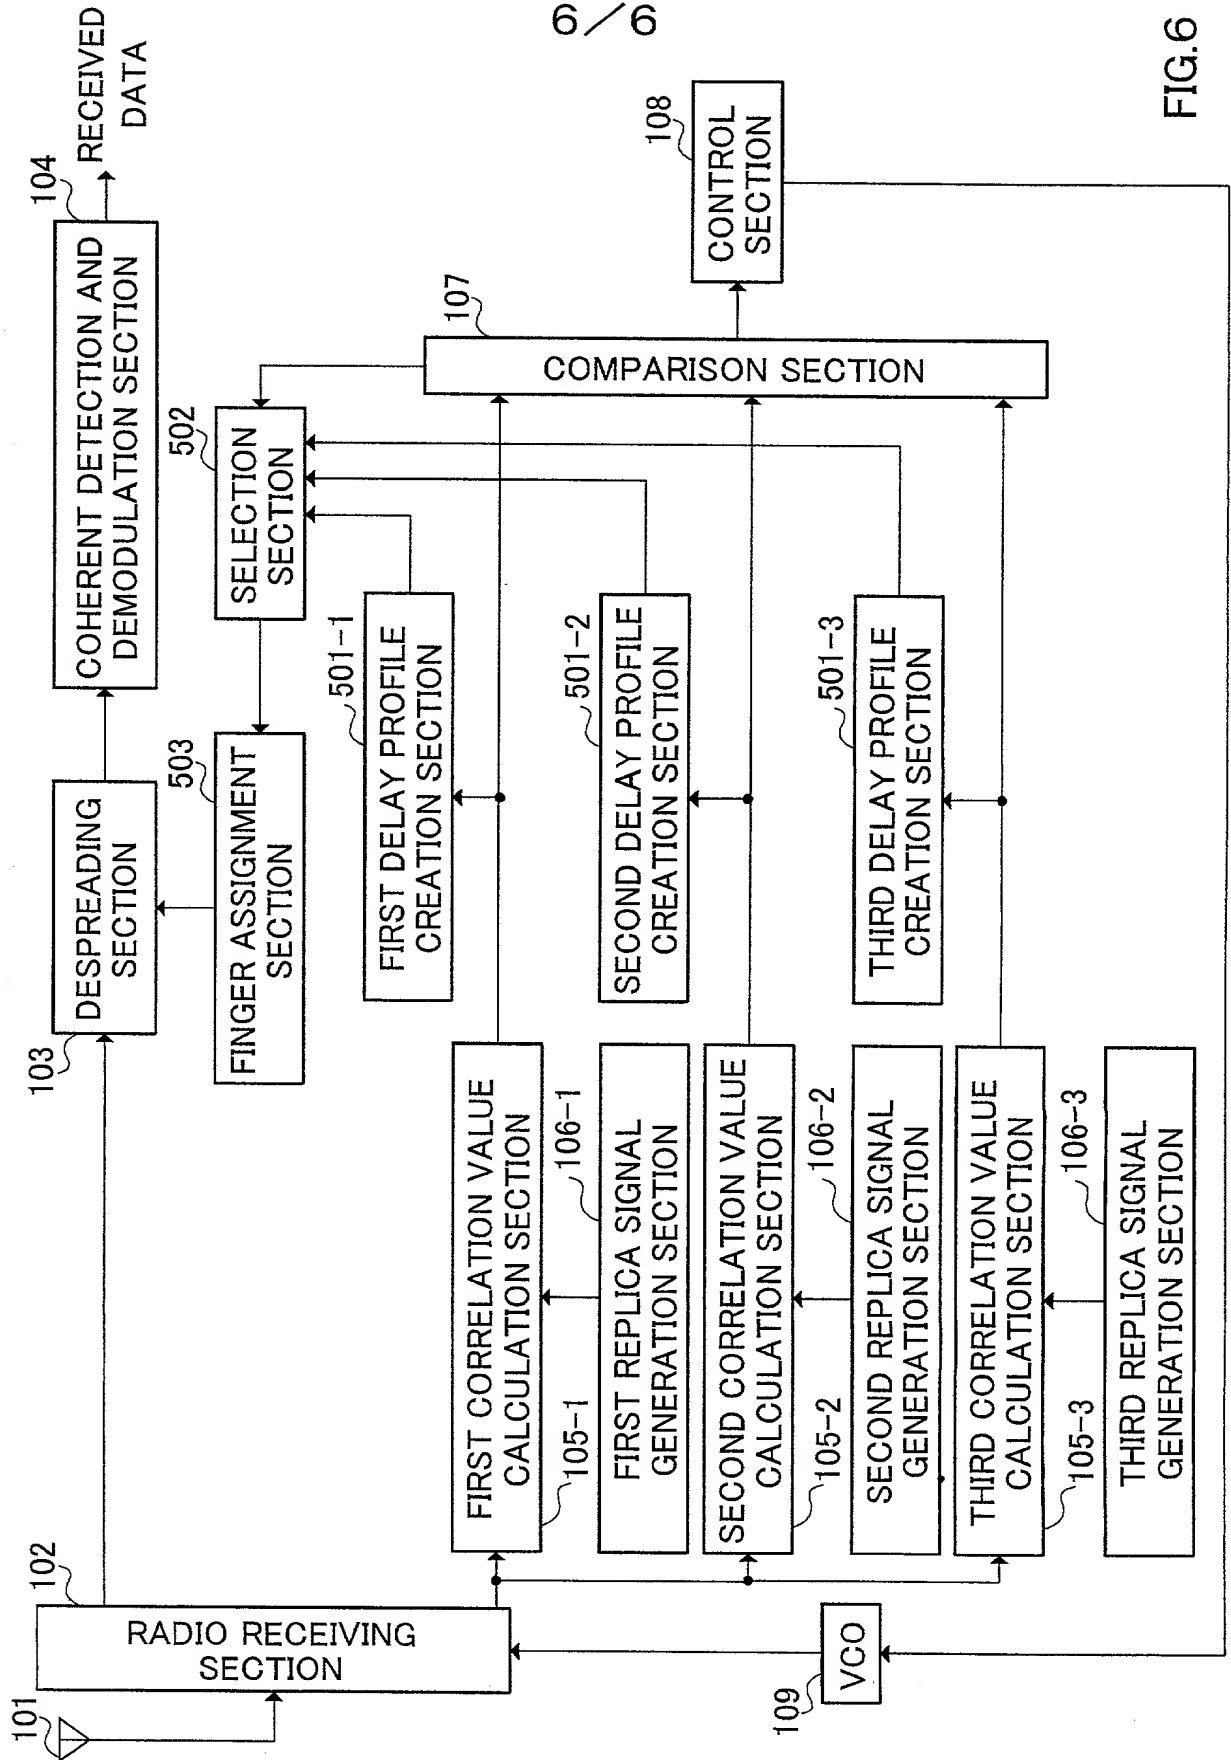 6/6
101
102
RADIO RECEIVING
SECTION
103
DESPREADING
SECTION
104
COHERENT DETECTION AND
DEMODULATION SECTION
RECEIVED
DATA
503
FINGER ASSIGNMENT
SECTION
502
SELECTION
SECTION
501-1
FIRST DELAY PROFILE
CREATION SECTION
FIRST CORRELATION VALUE
CALCULATION SECTION
105-1
106-1
FIRST REPLICA SIGNAL
GENERATION SECTION
501-2
SECOND DELAY PROFILE
CREATION SECTION
SECOND CORRELATION VALUE
CALCULATION SECTION
105-2
106-2
SECOND REPLICA SIGNAL
GENERATION SECTION
501-3
THIRD DELAY PROFILE
CREATION SECTION
THIRD CORRELATION VALUE
CALCULATION SECTION
105-3
106-3
THIRD REPLICA SIGNAL
GENERATION SECTION
107
COMPARISON SECTION
108
CONTROL
SECTION
109
VCO
FIG.6